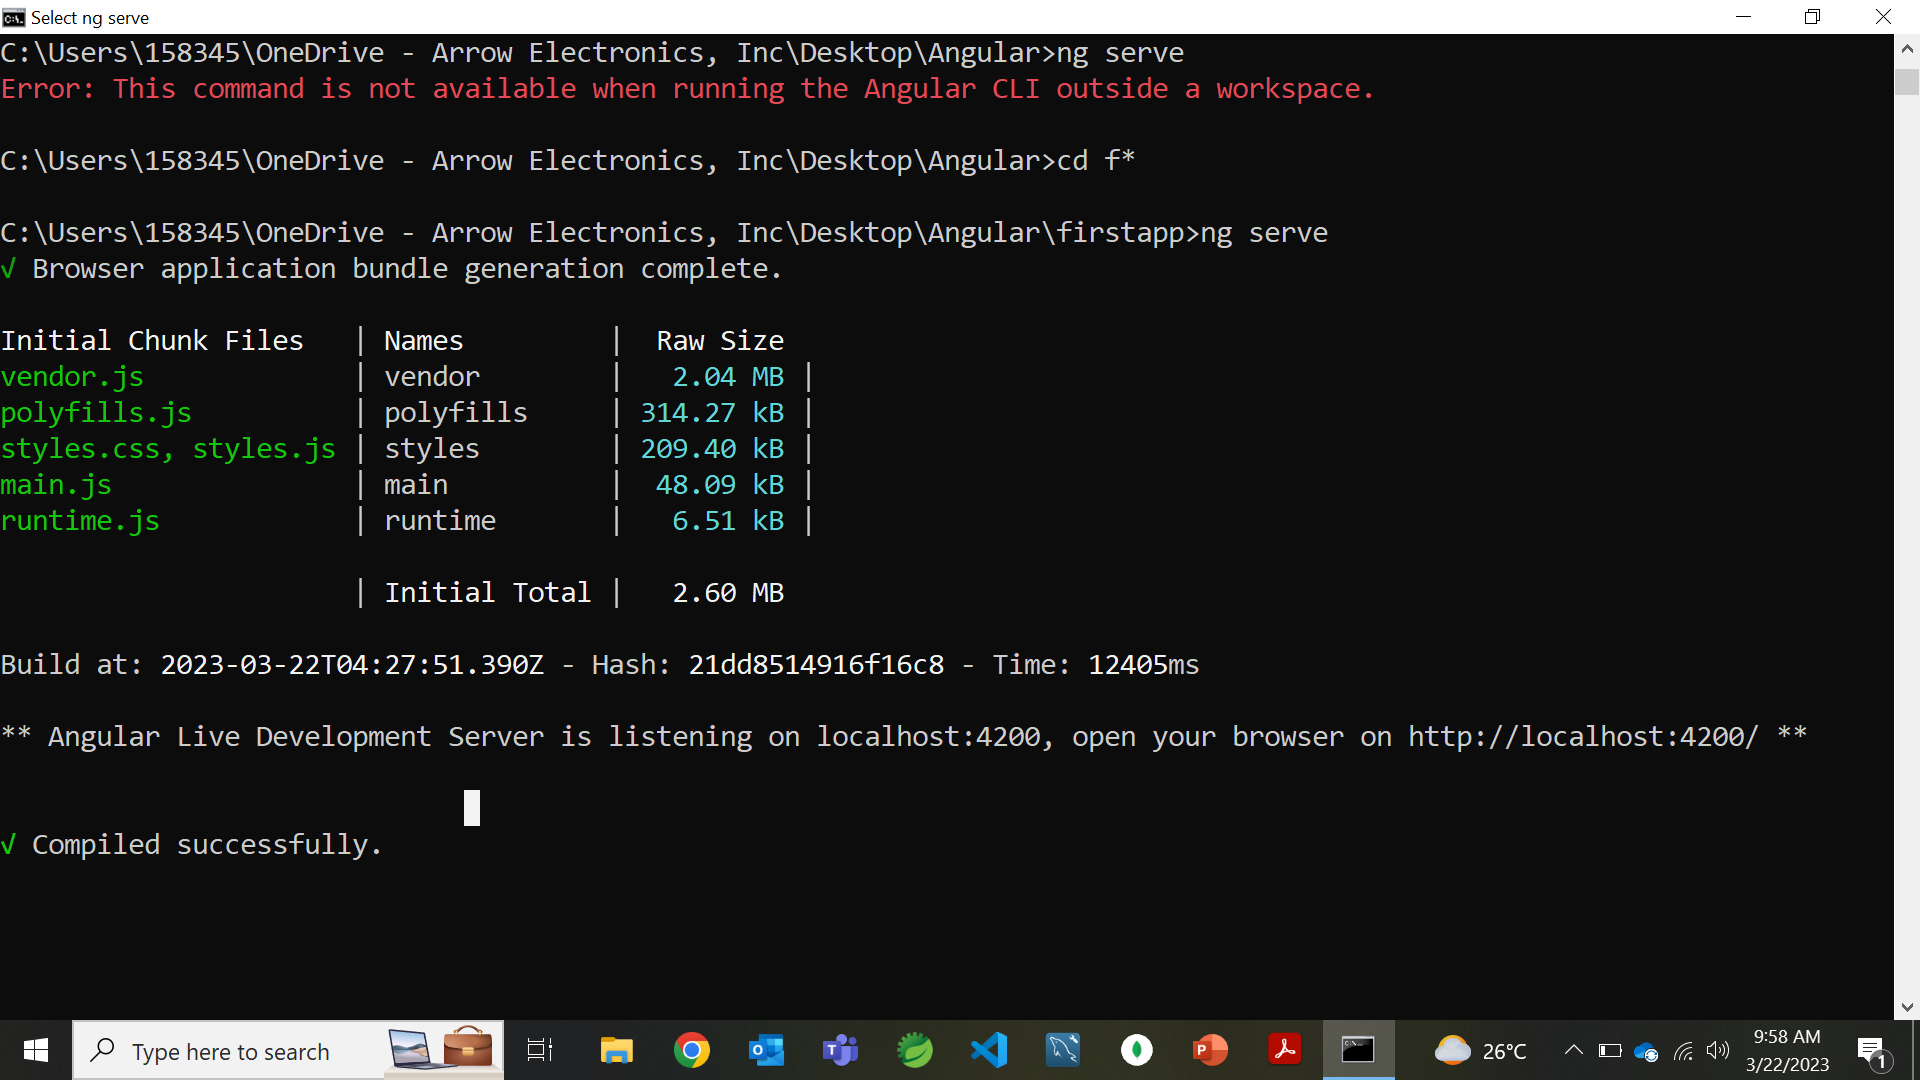 Select ng serve
C:\Users\158345\OneDrive - Arrow Electronics, Inc\Desktop\Angular>ng serve
Error: This command is not available when running the Angular CLI outside a workspace.
C:\Users\158345\OneDrive - Arrow Electronics, Inc\Desktop\Angular>cd f*
C:\Users\158345\OneDrive - Arrow Electronics, Inc\Desktop\Angular\firstapp>ng serve
√ Browser application bundle generation complete.
Initial Chunk Files | Names | Raw Size
vendor.js | vendor | 2.04 MB |
polyfills.js | polyfills | 314.27 kB |
styles.css, styles.js | styles | 209.40 kB |
main.js | main | 48.09 kB |
runtime.js | runtime | 6.51 kB |
| Initial Total | 2.60 MB
Build at: 2023-03-22T04:27:51.390Z - Hash: 21dd8514916f16c8 - Time: 12405ms
** Angular Live Development Server is listening on localhost:4200, open your browser on http://localhost:4200/ **
√ Compiled successfully.
Type here to search
26°C
9:58 AM
3/22/2023
1